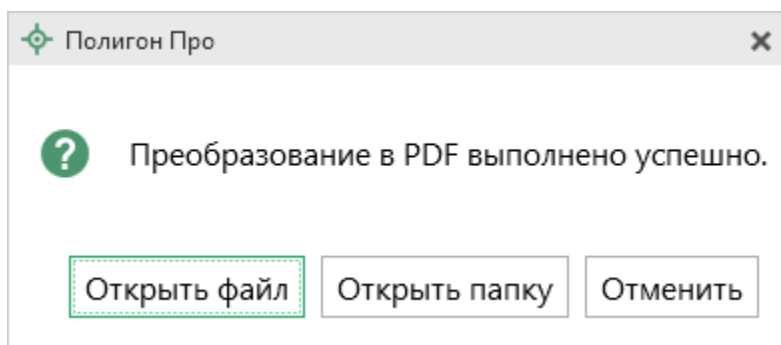 Полигон Про
Преобразование в PDF выполнено успешно.
Открыть файл Открыть папку Отменить